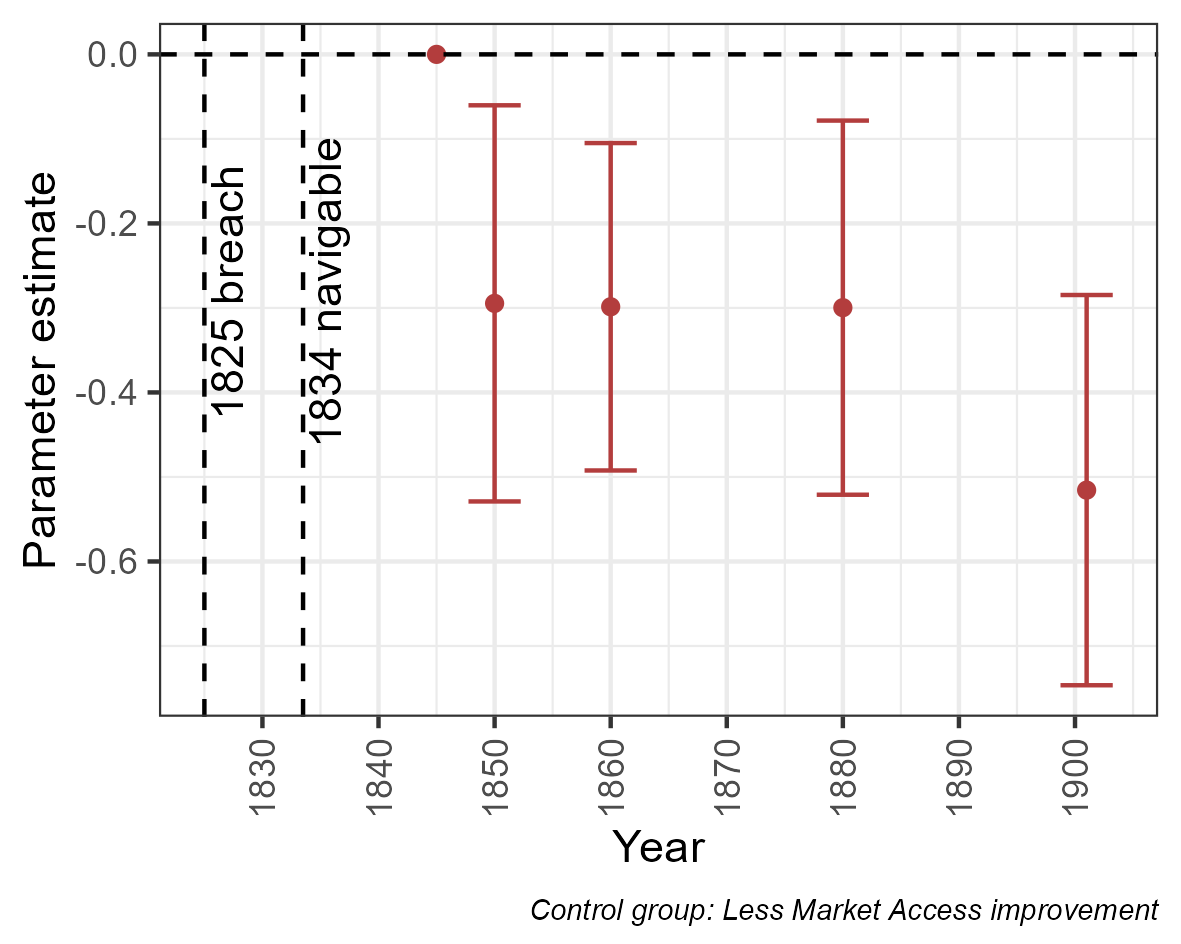 0.0
-0.2
-0.4
-0.6
Parameter estimate
1825 breach
1834 navigable
1830
1840
1850
1860
1870
1880
1890
1900
Year
Control group: Less Market Access improvement